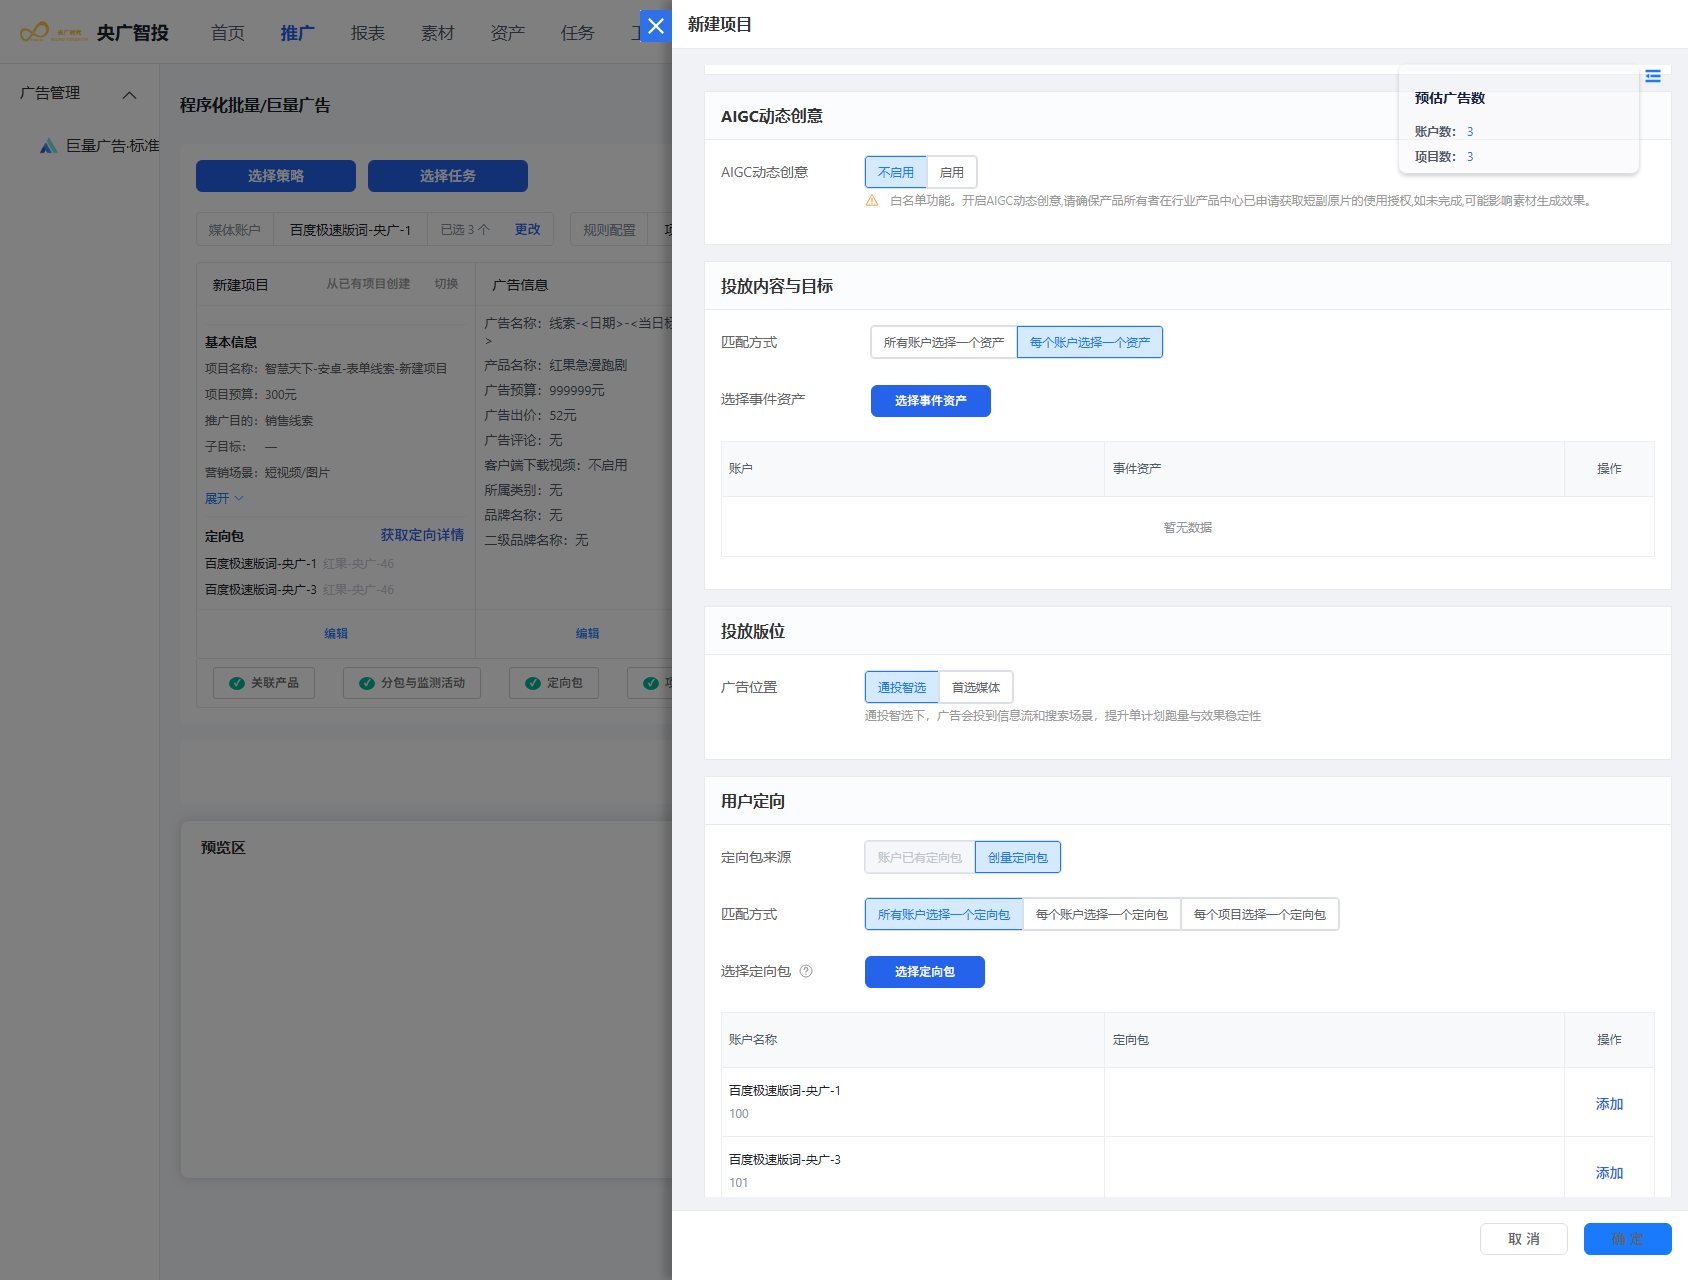 央广智投
首页
推广
报表
素材
资产
任务
广告管理
巨量广告-标准
程序化批量/巨量广告
选择策略
选择任务
媒体账户
百度极速版词-央广-1
已选 3 个
更改
规则配置
新建项目
从已有项目创建
切换
广告信息
基本信息
项目名称：智慧天下-安卓-表单线索-新建项目
项目预算：300元
推广目的：销售线索
子目标：—
营销场景：短视频/图片
展开
定向包
获取定向详情
百度极速版词-央广-1 红果-央广-46
百度极速版词-央广-3 红果-央广-46
编辑
广告名称：线索-<日期>-<当日标
>
产品名称：红果急漫跑剧
广告预算：999999元
广告出价：52元
广告评论：无
客户端下载视频：不启用
所属类别：无
品牌名称：无
二级品牌名称：无
编辑
关联产品
分包与监测活动
定向包
预览区
新建项目
预估广告数
账户数：3
项目数：3
AIGC动态创意
AIGC动态创意
不启用
启用
白名单功能。开启AIGC动态创意,请确保产品所有者在行业产品中心已申请获取短副原片的使用授权,如未完成,可能影响素材生成效果。
投放内容与目标
匹配方式
所有账户选择一个资产
每个账户选择一个资产
选择事件资产
选择事件资产
账户
事件资产
操作
暂无数据
投放版位
广告位置
通投智选
首选媒体
通投智选下，广告会投到信息流和搜索场景，提升单计划跑量与效果稳定性
用户定向
定向包来源
账户已有定向包
创量定向包
匹配方式
所有账户选择一个定向包
每个账户选择一个定向包
每个项目选择一个定向包
选择定向包
选择定向包
账户名称
定向包
操作
百度极速版词-央广-1
100
添加
百度极速版词-央广-3
101
添加
取 消
确 定